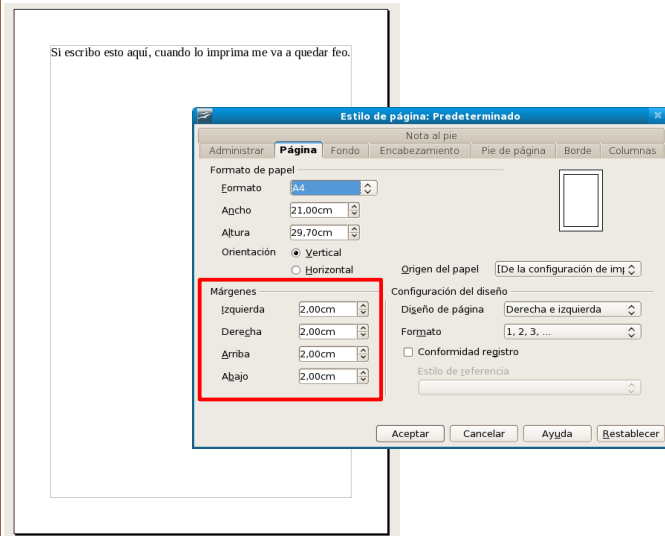 Si escribo esto aquí, cuando lo imprima me va a quedar feo.
Estilo de página: Predeterminado
Nota al pie
Administrar Página Fondo Encabezamiento Pie de página Borde Columnas
Formato de papel
Formato A4
Ancho 21,00cm
Altura 29,70cm
Orientación Vertical
Horizontal
Origen del papel [De la configuración de imp
Márgenes
Izquierda 2,00cm
Derecha 2,00cm
Arriba 2,00cm
Abajo 2,00cm
Configuración del diseño
Diseño de página Derecha e izquierda
Formato 1, 2, 3, ...
Conformidad registro
Estilo de referencia
Aceptar Cancelar Ayuda Restablecer